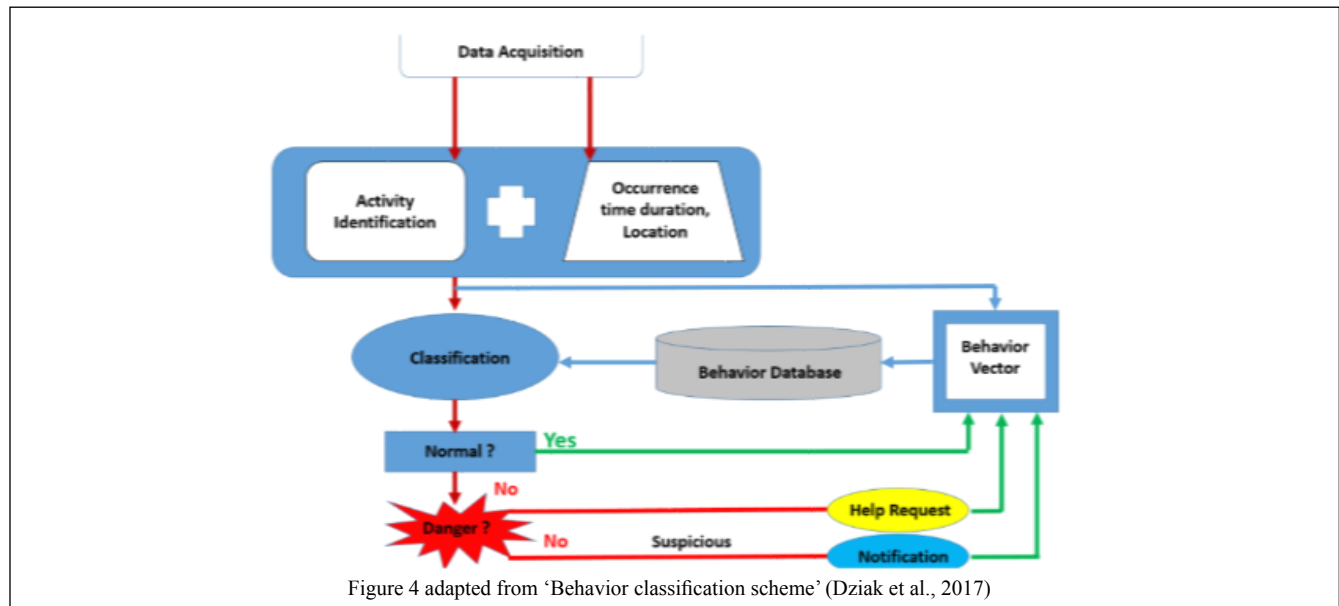 Data Acquisition
Activity
Identification
Occurrence
time duration,
Location
Classification
Behavior Database
Behavior
Vector
Normal ?
Yes
No
Danger ?
Help Request
No
Suspicious
Notification
Figure 4 adapted from ‘Behavior classification scheme’ (Dziak et al., 2017)